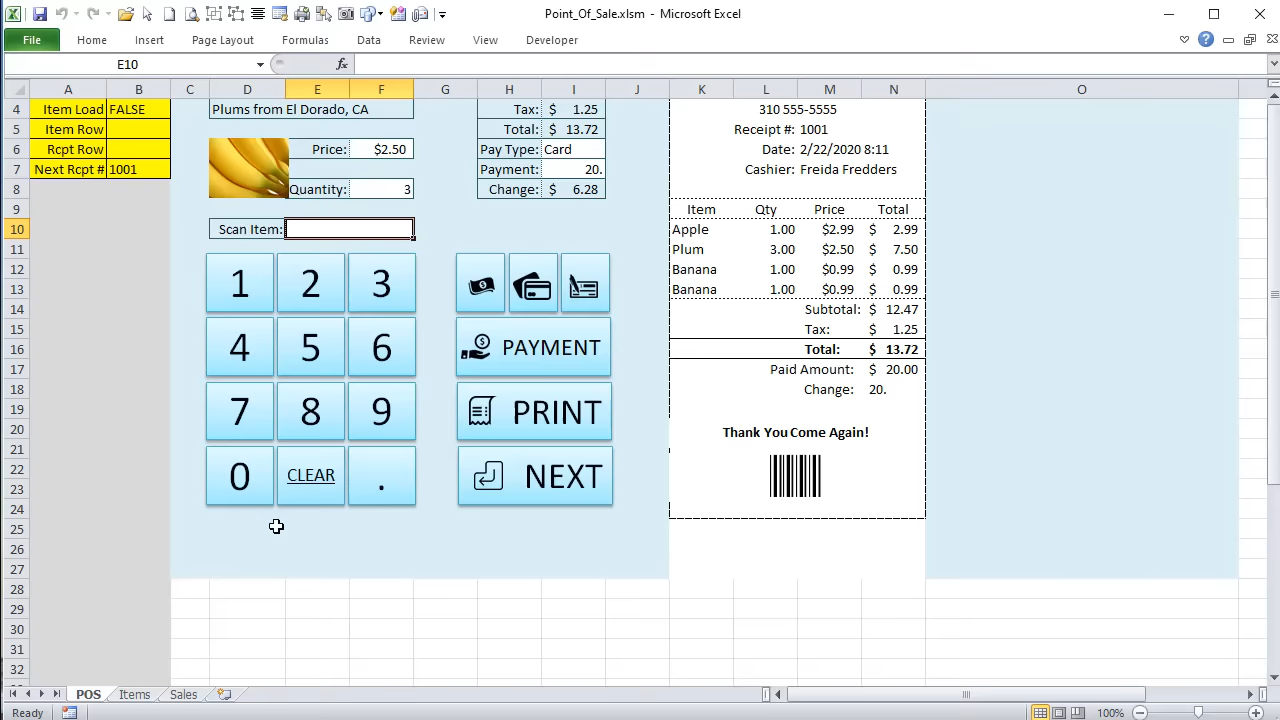 Point_Of_Sale.xlsm - Microsoft Excel
File Home Insert Page Layout Formulas Data Review View Developer
E10 fx
A B C D E F G H I J K L M N O
4 Item Load FALSE Plums from El Dorado, CA Tax: $ 1.25 310 555-5555
5 Item Row Total: $ 13.72 Receipt #: 1001
6 Rcpt Row Price: $2.50 Pay Type: Card Date: 2/22/2020 8:11
7 Next Rcpt # 1001 Payment: 20. Cashier: Freida Fredders
8 Quantity: 3 Change: $ 6.28
9 Item Qty Price Total
10 Scan Item: Apple 1.00 $2.99 $ 2.99
11 Plum 3.00 $2.50 $ 7.50
12 Banana 1.00 $0.99 $ 0.99
13 Banana 1.00 $0.99 $ 0.99
1 2 3
14 Subtotal: $ 12.47
15 Tax: $ 1.25
16 Total: $ 13.72
4 5 6 PAYMENT
17 Paid Amount: $ 20.00
18 Change: 20.
19
7 8 9 PRINT
20 Thank You Come Again!
21
22
0 CLEAR . NEXT
23
24
25
26
27
28
29
30
31
32
POS Items Sales
Ready 100%